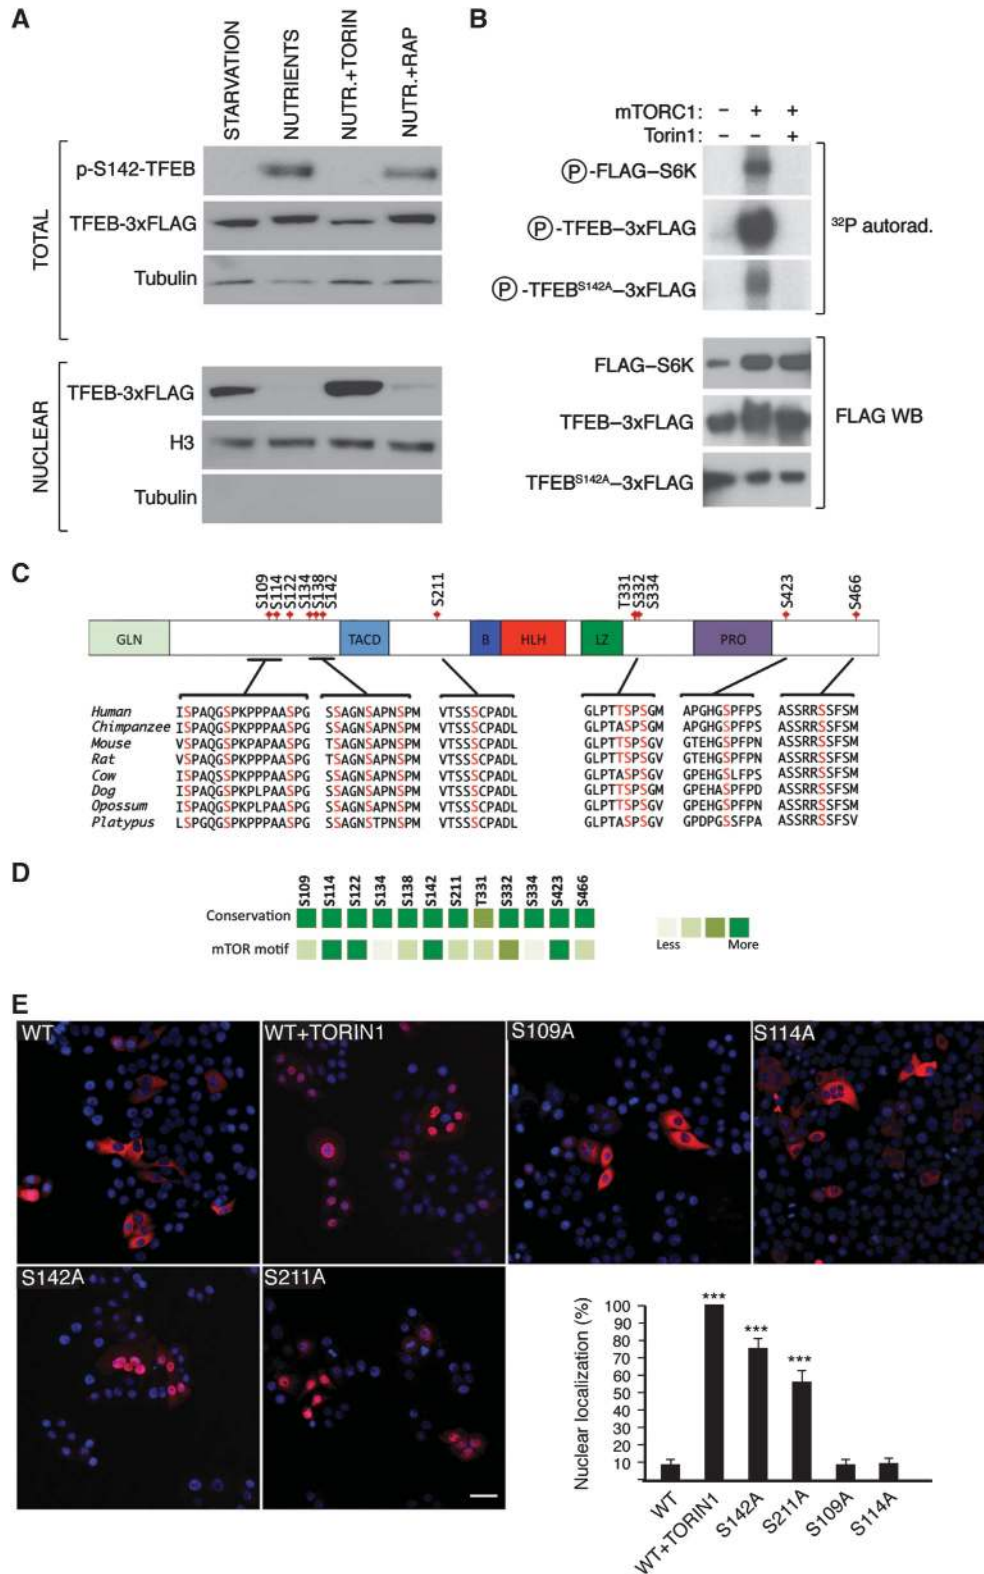 A
STARVATION
NUTRIENTS
NUTR.+TORIN
NUTR.+RAP
TOTAL
p-S142-TFEB
TFEB-3xFLAG
Tubulin
NUCLEAR
TFEB-3xFLAG
H3
Tubulin
B
mTORC1: – + +
Torin1: – – +
Ⓟ-FLAG–S6K
Ⓟ-TFEB–3xFLAG
Ⓟ-TFEBS142A–3xFLAG
32P autorad.
FLAG–S6K
TFEB–3xFLAG
TFEBS142A–3xFLAG
FLAG WB
C
S109 S114 S122 S134 S138 S142 S211 T331 S332 S334 S423 S466
GLN TACD B HLH LZ PRO
Human ISPAQGSPKPPPAASPG SSAGNSAPNSPM VTSSSCPADL GLPTTSPSGM APGHGSPFPS ASSRRSSFSM
Chimpanzee ISPAQGSPKPPPAASPG SSAGNSAPNSPM VTSSSCPADL GLPTASPSGM APGHGSPFPS ASSRRSSFSM
Mouse VSPAQGSPKPAPAASPG TSAGNSAPNSPM VTSSSCPADL GLPTTSPSGV GTEHGSPFPN ASSRRSSFSM
Rat VSPAQGSPKPPPAASPG TSAGNSAPNSPM VTSSSCPADL GLPTTSPSGV GTEHGSPFPN ASSRRSSFSM
Cow ISPAQGSPKPPPAASPG SSAGNSAPNSPM VTSSSCPADL GLPTASPSGV GPEHGSLFPS ASSRRSSFSM
Dog ISPAQGSPKPLPAASPG SSAGNSAPNSPM VTSSSCPADL GLPTTSPSGM GPEHASPFPD ASSRRSSFSM
Opossum ISPAQGSPKPPPAASPG SSAGNSAPNSPM VTSSSCPADL GLPTTSPSGV GPEHGSPFPN ASSRRSSFSM
Platypus LSPGQGSPKPPPAASPG SSAGNSTPNSPM VTSSSCPADL GLPTASPSGV GPDPGSSFPA ASSRRSSFSV
D
S109 S114 S122 S134 S138 S142 S211 T331 S332 S334 S423 S466
Conservation
mTOR motif
Less More
E
WT
WT+TORIN1
S109A
S114A
S142A
S211A
Nuclear localization (%)
100
90
80
70
60
50
40
30
20
10
***
***
***
WT
WT+TORIN1
S142A
S211A
S109A
S114A